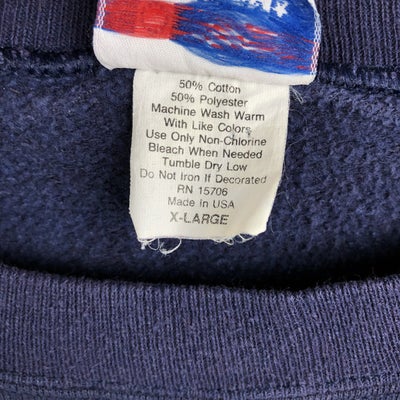 50% Cotton
50% Polyester
Machine Wash Warm
With Like Colors
Use Only Non-Chlorine
Bleach When Needed
Tumble Dry Low
Do Not Iron If Decorated
RN 15706
Made In USA
X-LARGE